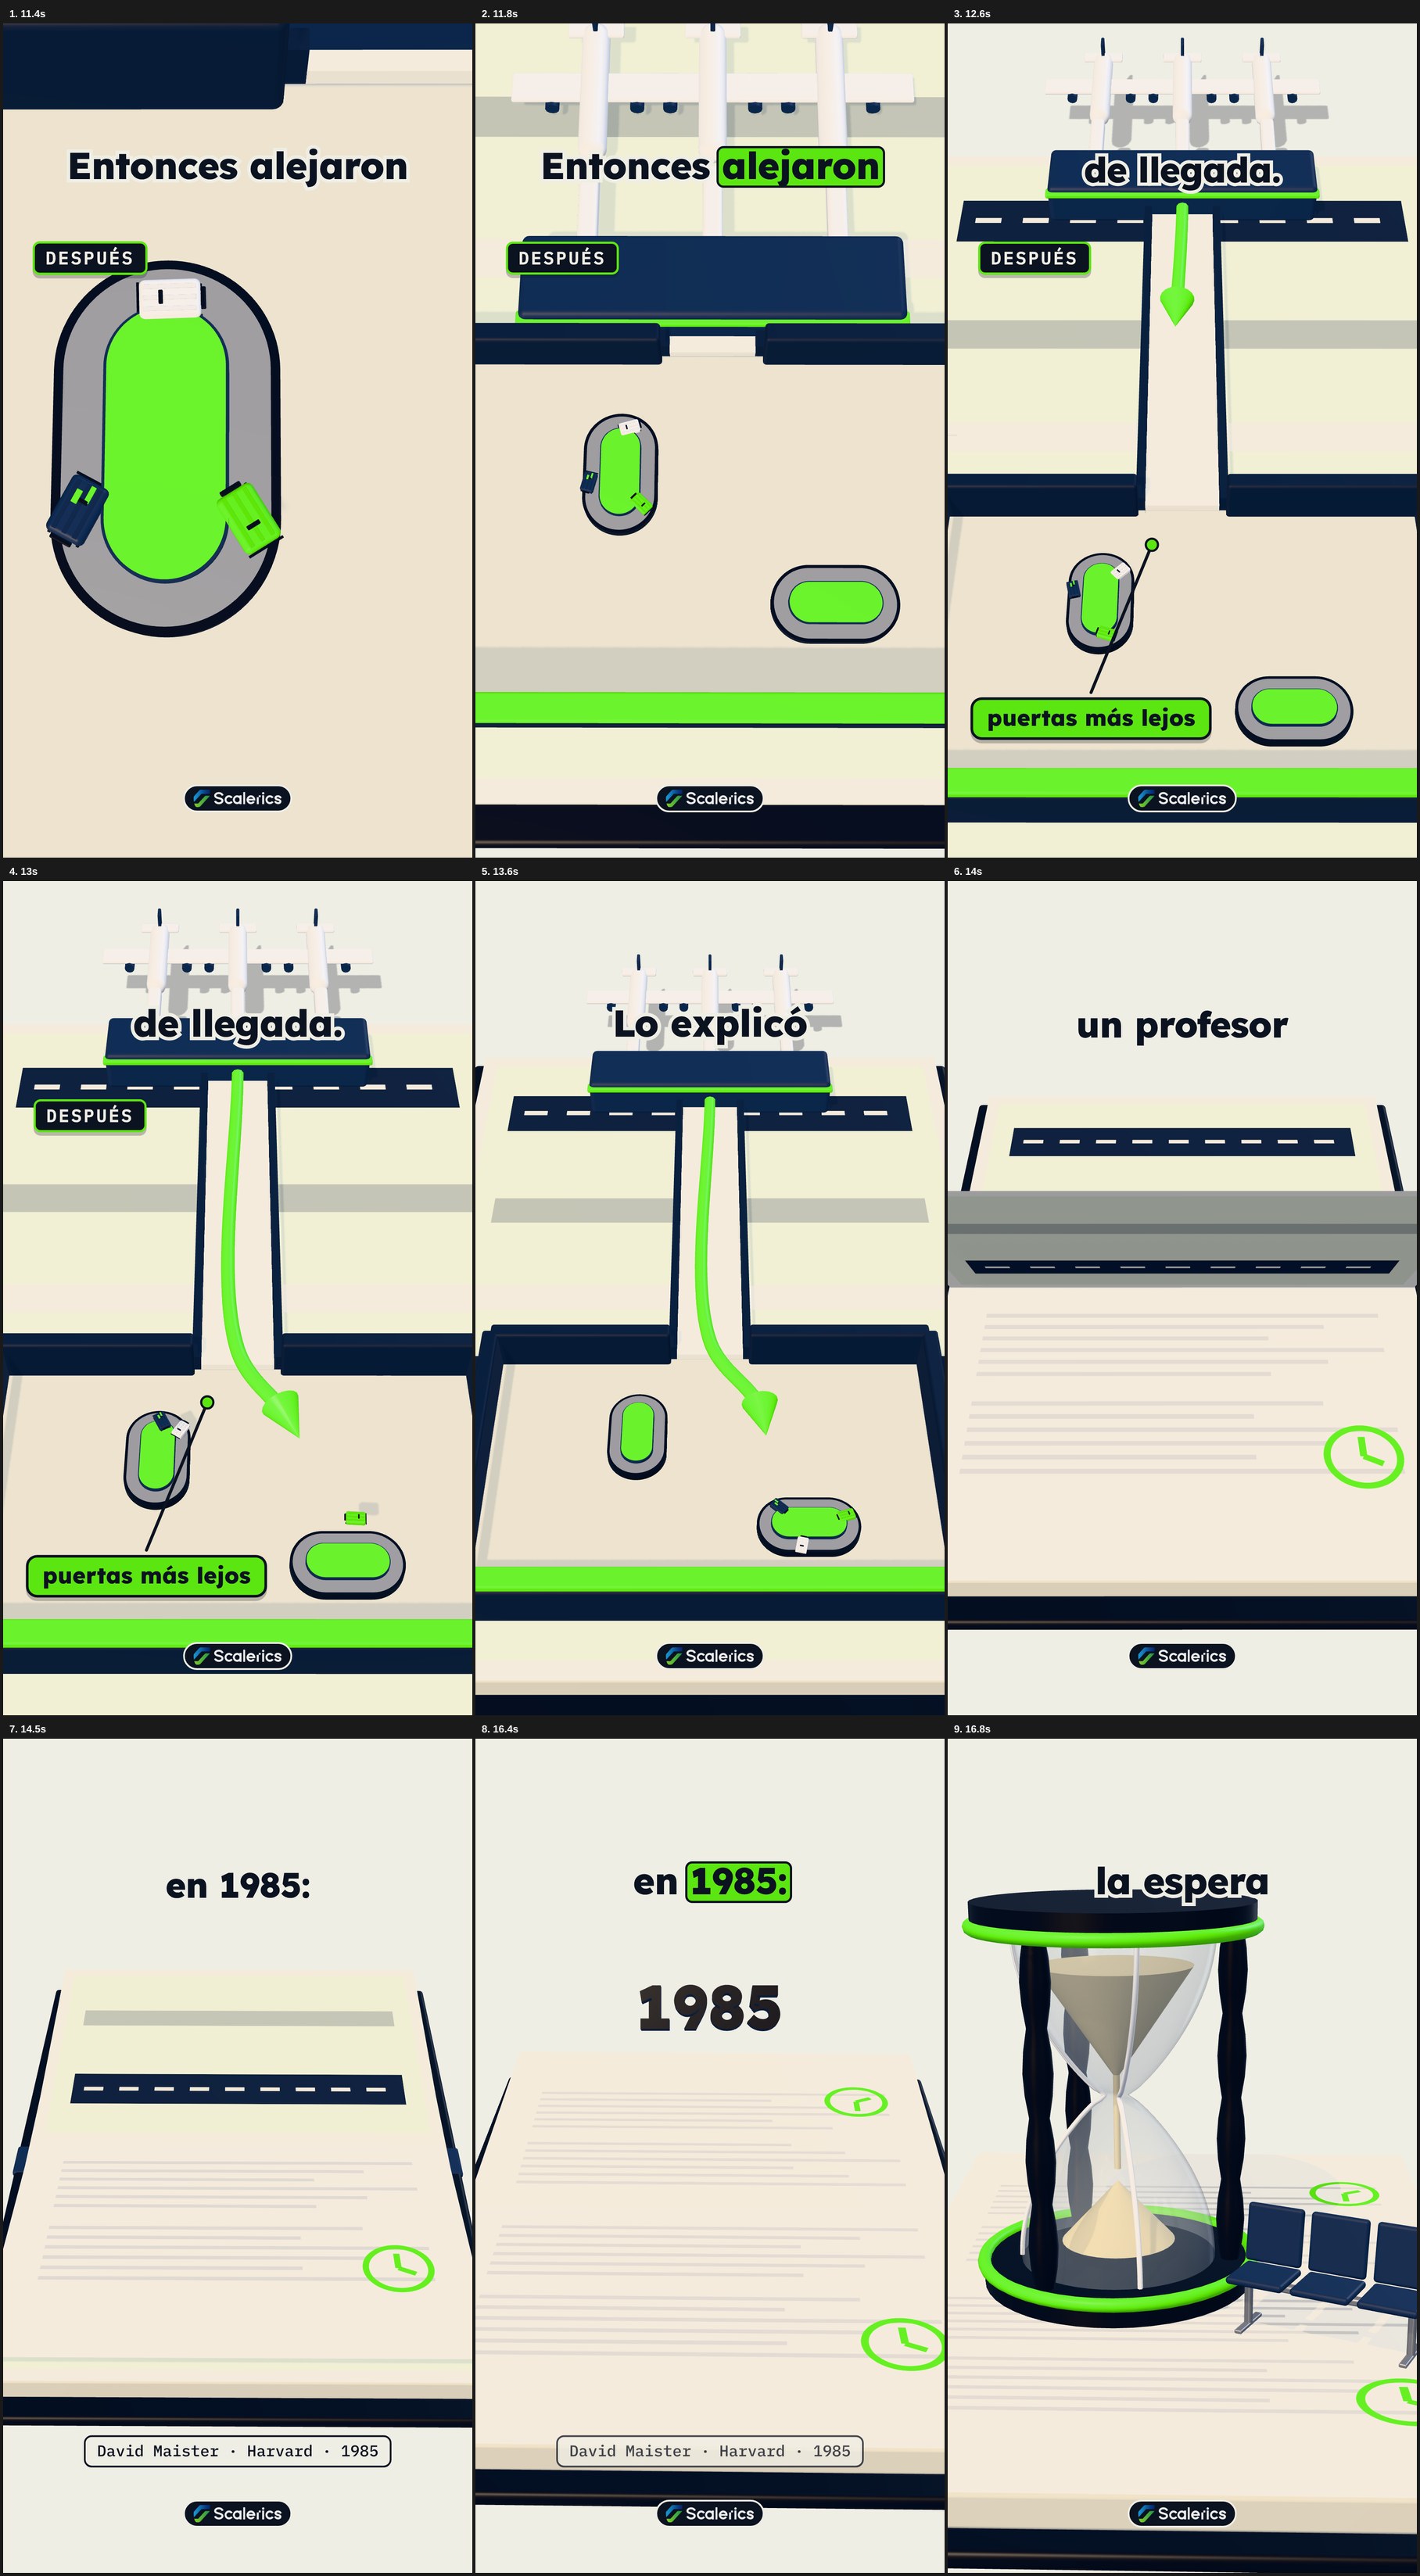 1. 11.4s
Entonces alejaron
DESPUÉS
Scalerics
2. 11.8s
Entonces alejaron
DESPUÉS
Scalerics
3. 12.6s
de llegada.
DESPUÉS
puertas más lejos
Scalerics
4. 13s
de llegada.
DESPUÉS
puertas más lejos
Scalerics
5. 13.6s
Lo explicó
Scalerics
6. 14s
un profesor
Scalerics
7. 14.5s
en 1985:
David Maister · Harvard · 1985
Scalerics
8. 16.4s
en 1985:
1985
David Maister · Harvard · 1985
Scalerics
9. 16.8s
la espera
Scalerics